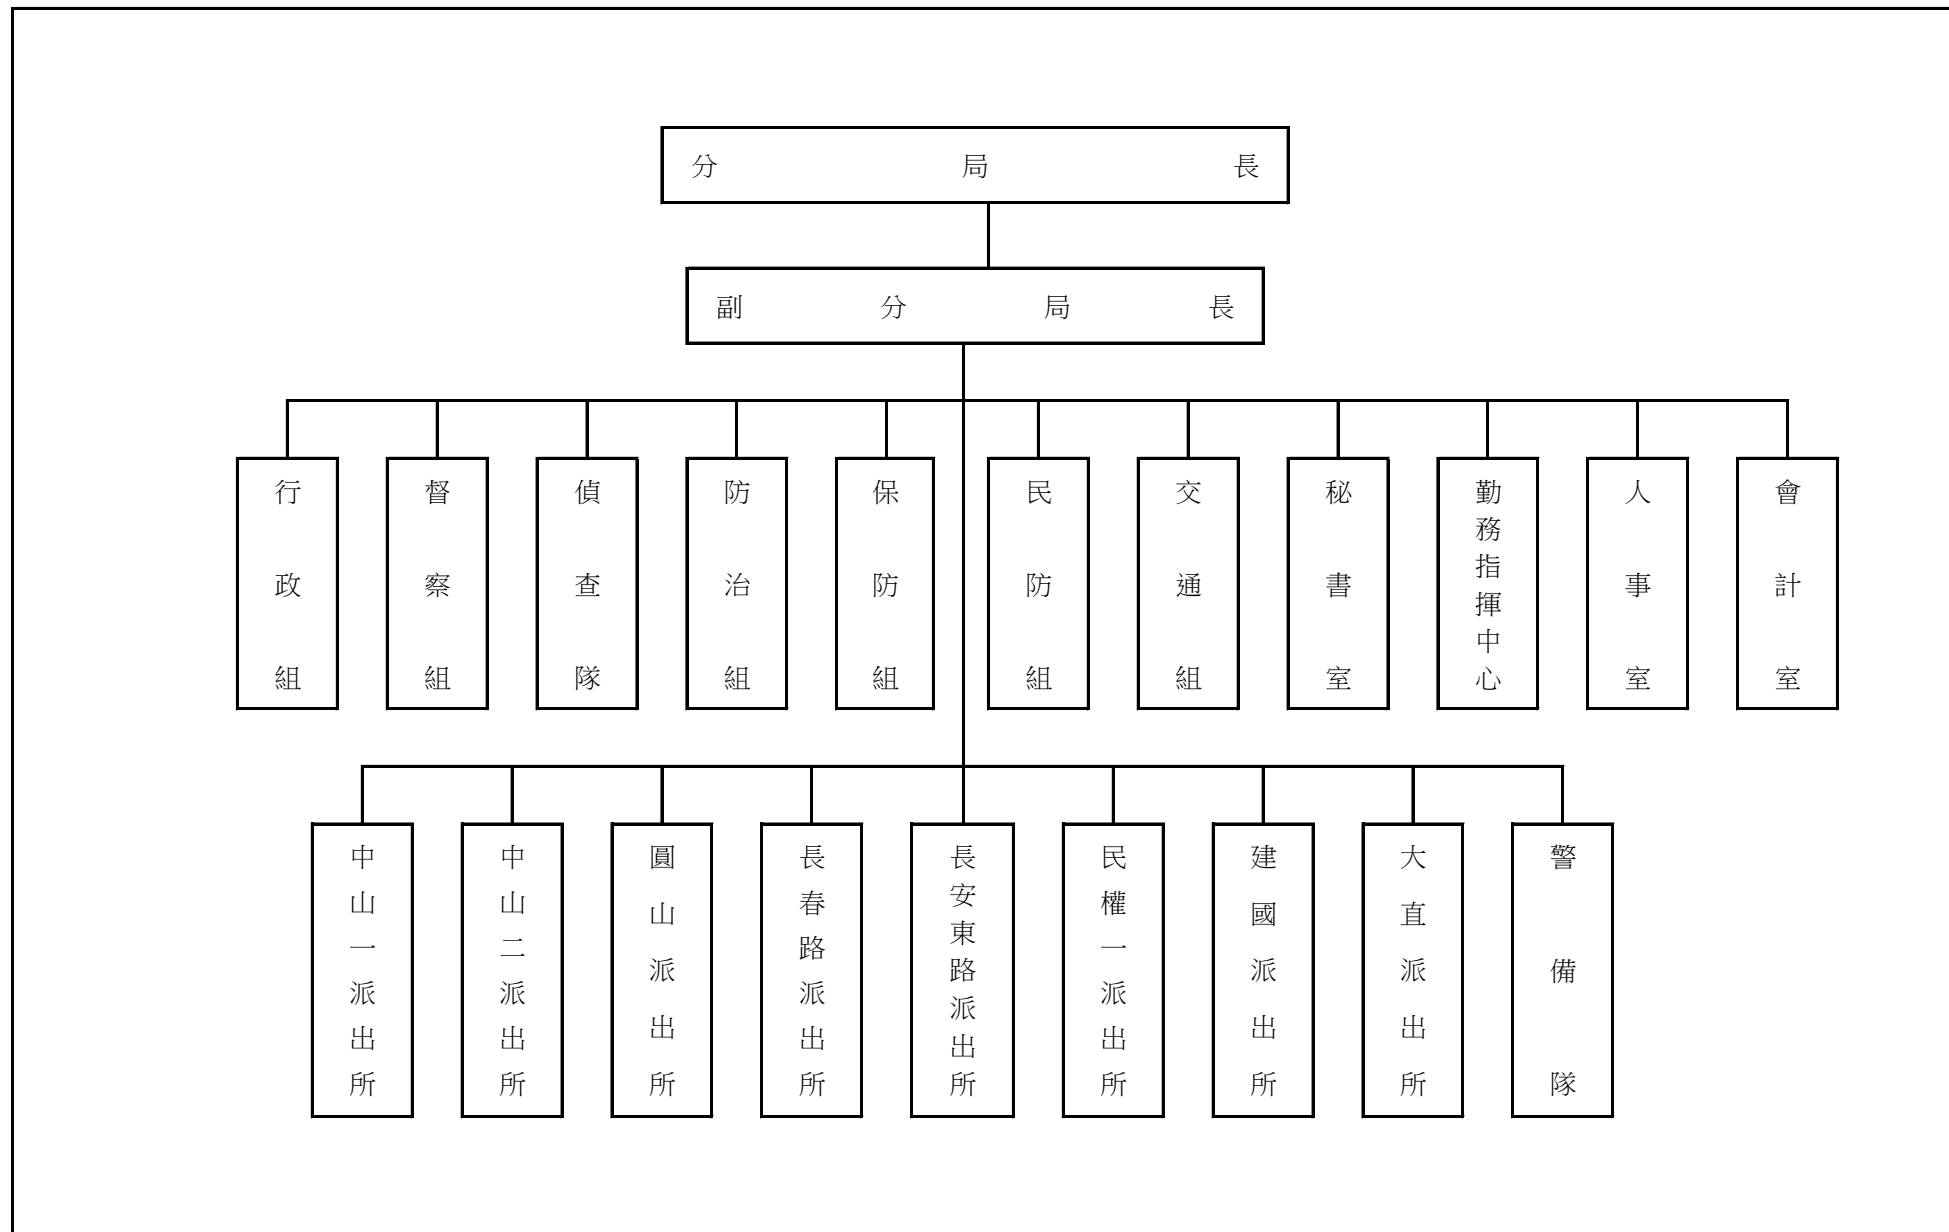 分局長
副分局長
行政組
督察組
偵查隊
防治組
保防組
民防組
交通組
秘書室
勤務指揮中心
人事室
會計室
中山一派出所
中山二派出所
圓山派出所
長春路派出所
長安東路派出所
民權一派出所
建國派出所
大直派出所
警備隊